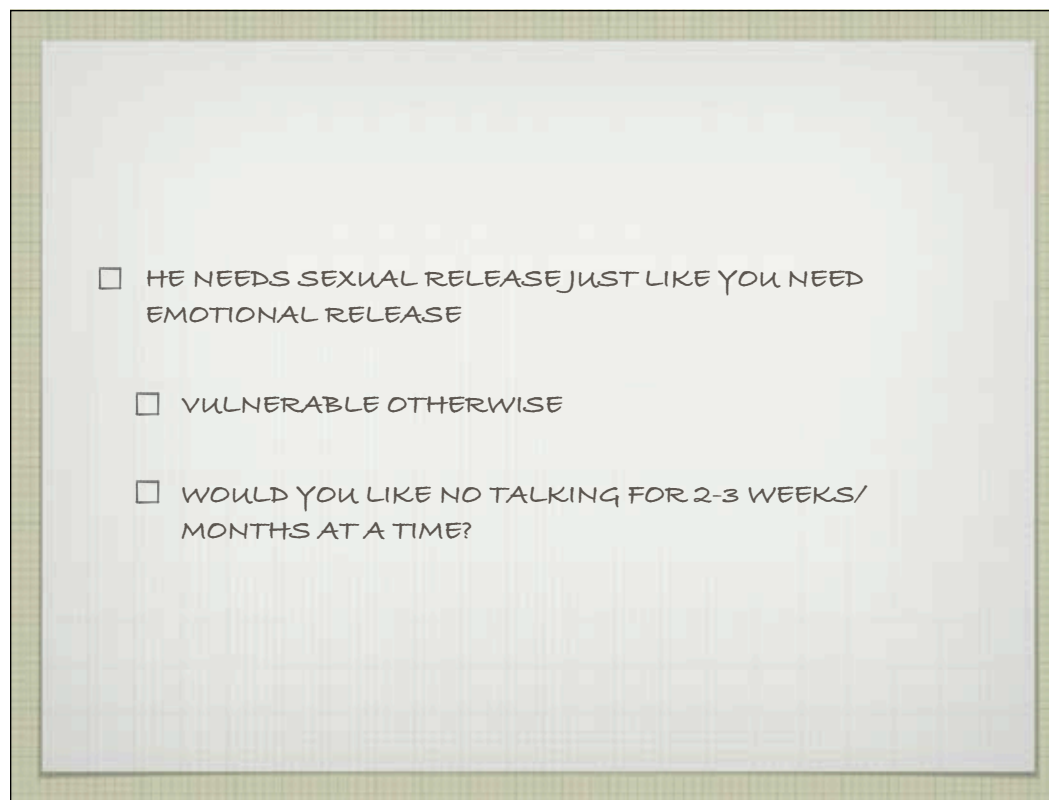 HE NEEDS SEXUAL RELEASE JUST LIKE YOU NEED
EMOTIONAL RELEASE
VULNERABLE OTHERWISE
WOULD YOU LIKE NO TALKING FOR 2-3 WEEKS/
MONTHS AT A TIME?